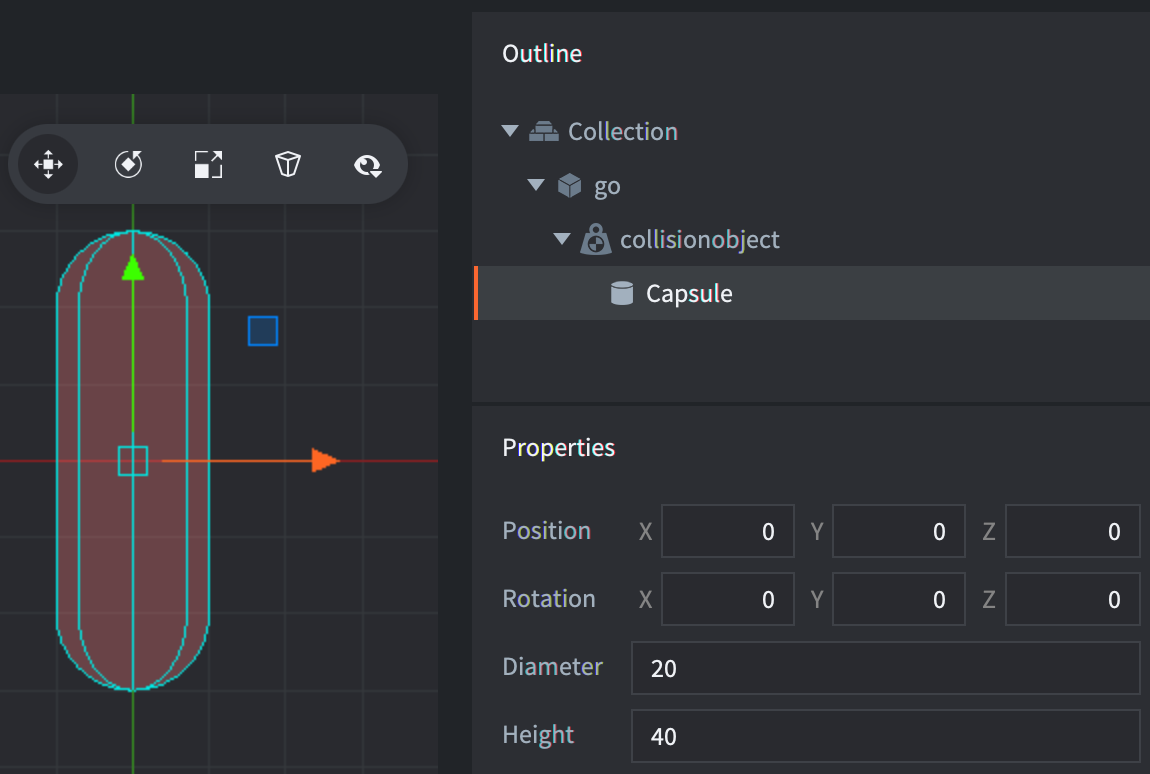 Outline
Collection
go
collisionobject
Capsule
Properties
Position X 0 Y 0 Z 0
Rotation X 0 Y 0 Z 0
Diameter 20
Height 40